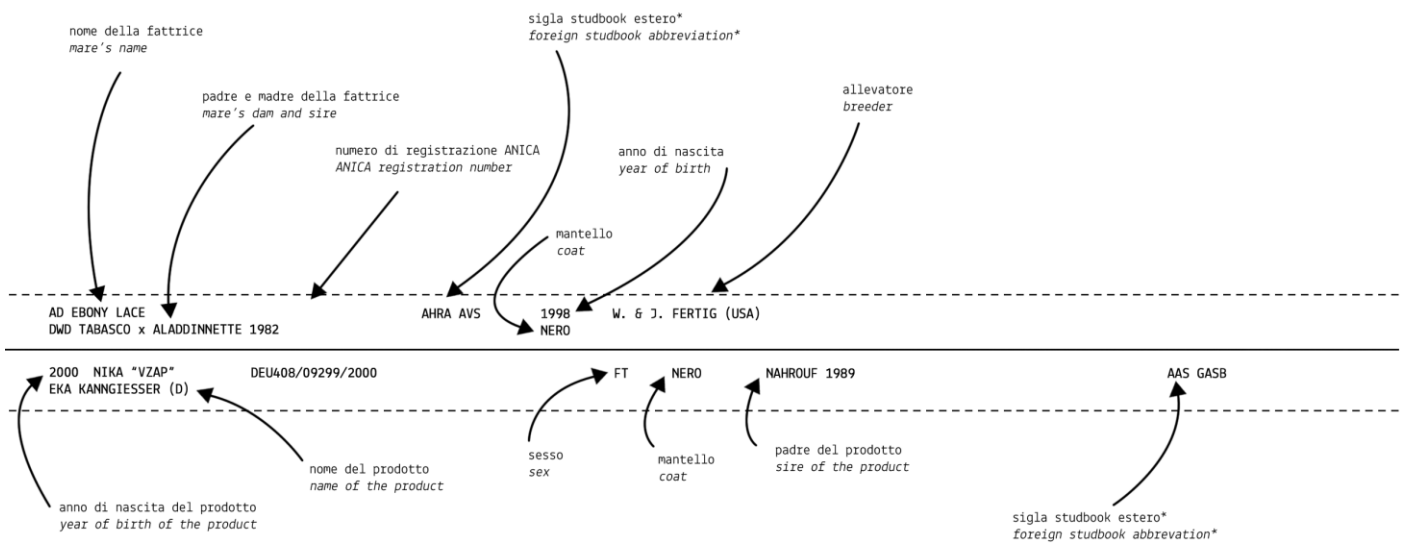 sigla studbook estero*
foreign studbook abbreviation*
nome della fattrice
mare's name
padre e madre della fattrice
mare's dam and sire
allevatore
breeder
numero di registrazione ANICA
ANICA registration number
anno di nascita
year of birth
mantello
coat
AD EBONY LACE AHRA AVS 1998 W. & J. FERTIG (USA)
DWD TABASCO x ALADDINNETTE 1982 NERO
2000 NIKA "VZAP" DEU408/09299/2000 FT NERO NAHROUF 1989 AAS GASB
EKA KANNGIESSER (D)
sesso
sex
mantello
coat
padre del prodotto
sire of the product
nome del prodotto
name of the product
anno di nascita del prodotto
year of birth of the product
sigla studbook estero*
foreign studbook abbrevation*